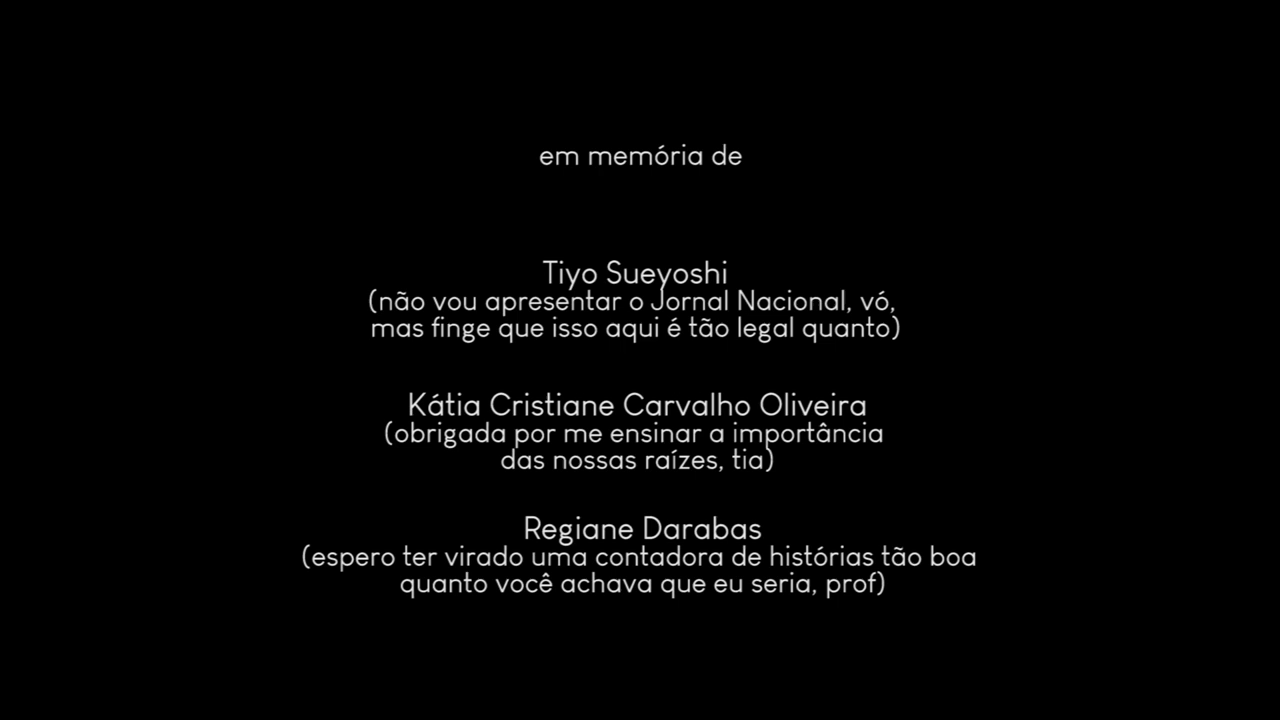 em memória de
Tiyo Sueyoshi
(não vou apresentar o Jornal Nacional, vó,
mas finge que isso aqui é tão legal quanto)
Kátia Cristiane Carvalho Oliveira
(obrigada por me ensinar a importância
das nossas raízes, tia)
Regiane Darabas
(espero ter virado uma contadora de histórias tão boa
quanto você achava que eu seria, prof)